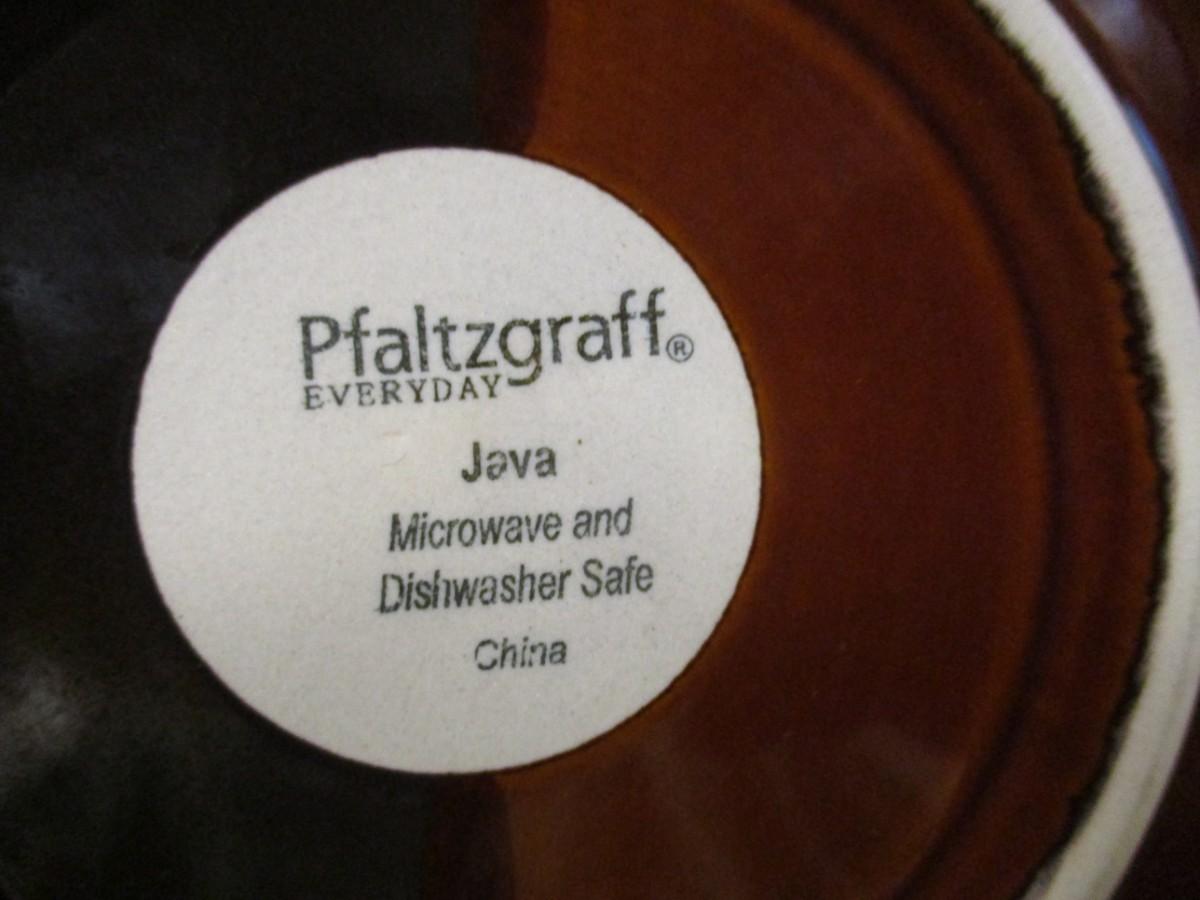 Pfaltzgraff®
EVERYDAY
Java
Microwave and
Dishwasher Safe
China